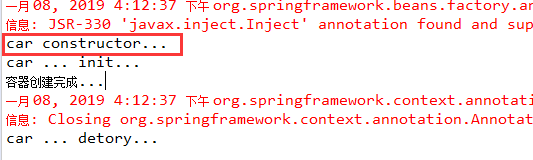 一月 08, 2019 4:12:37 下午 org.springframework.beans.factory.an
信息: JSR-330 'javax.inject.Inject' annotation found and sup
car constructor...
car ... init...
容器创建完成...
一月 08, 2019 4:12:37 下午 org.springframework.context.annotatio
信息: Closing org.springframework.context.annotation.Annotat
car ... detory...